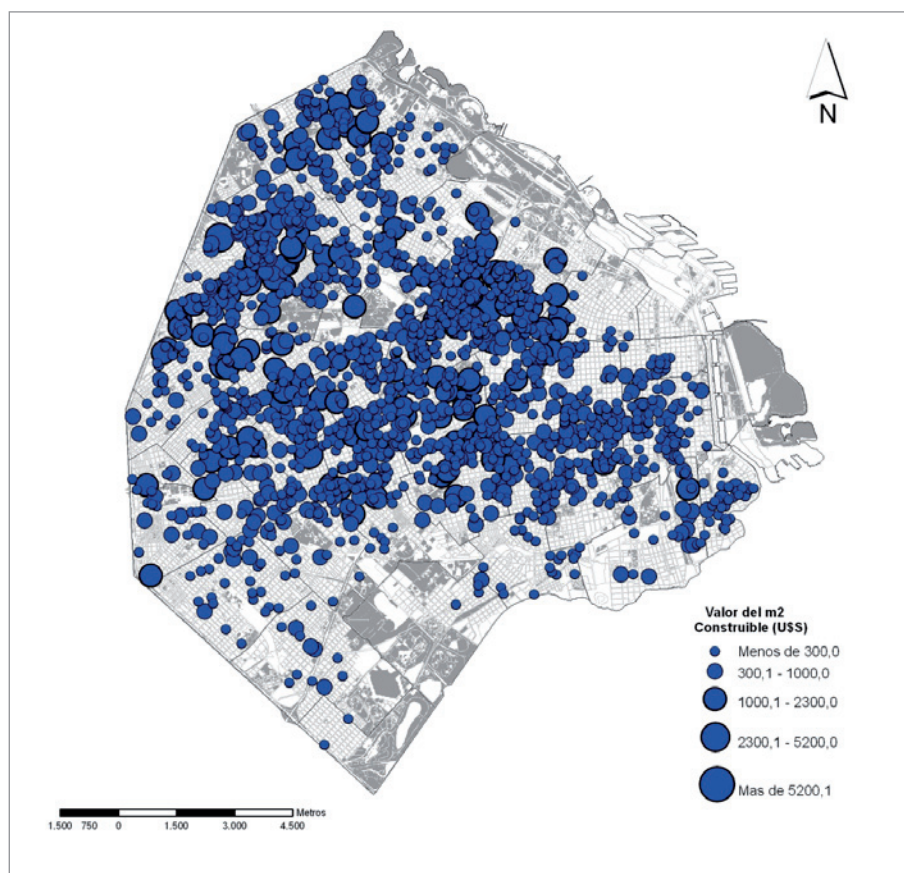 N
Valor del m2
Construible (U$S)
Menos de 300,0
300,1 - 1000,0
1000,1 - 2300,0
2300,1 - 5200,0
Mas de 5200,1
Metros
1.500 750 0 1.500 3.000 4.500